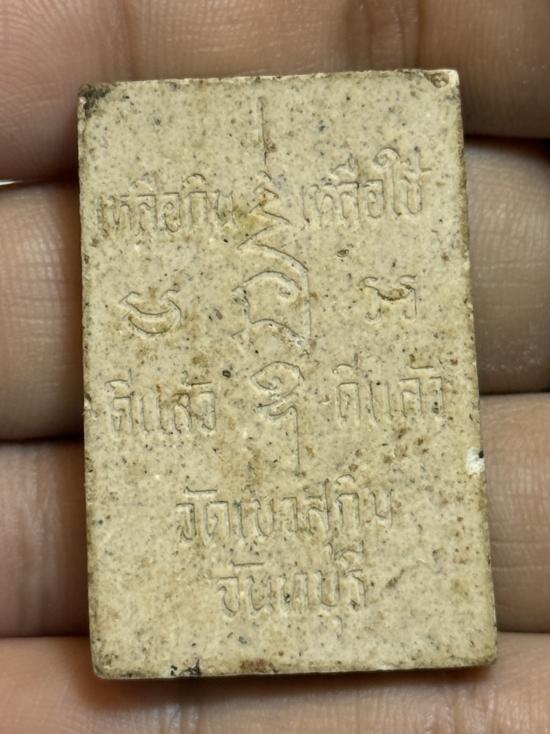 เหลือกิน เหลือใช้
ดีแล้ว ดีแล้ว
วัดเขาสุกิม
จันทบุรี